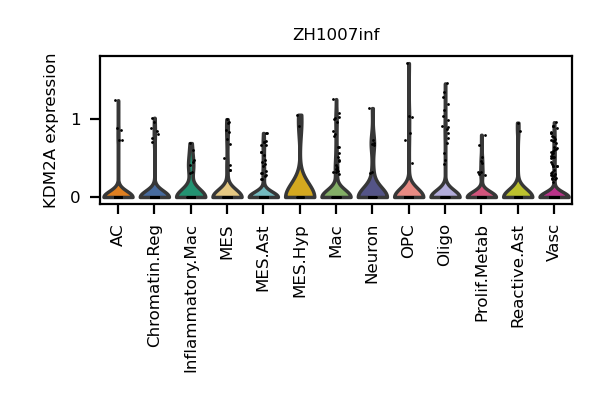 ZH1007inf
KDM2A expression
1
0
AC
Chromatin.Reg
Inflammatory.Mac
MES
MES.Ast
MES.Hyp
Mac
Neuron
OPC
Oligo
Prolif.Metab
Reactive.Ast
Vasc